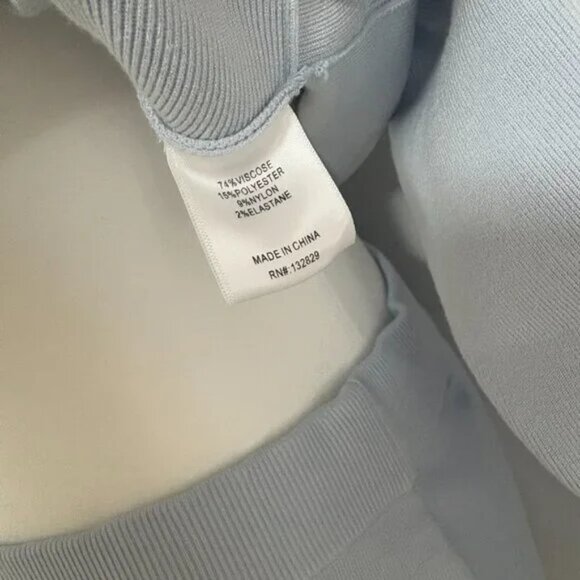 74%VISCOSE
15%POLYESTER
9%NYLON
2%ELASTANE
MADE IN CHINA
RN#:132829